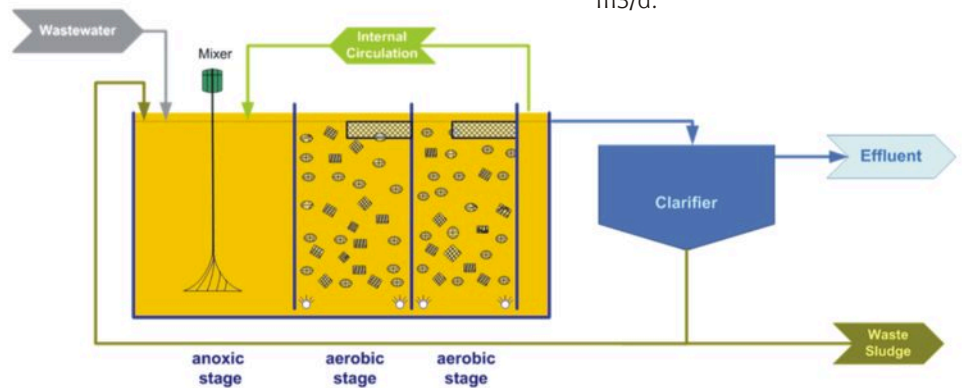 m3/d.
Wastewater
Internal
Circulation
Mixer
Effluent
Clarifier
Waste
Sludge
anoxic
stage
aerobic
stage
aerobic
stage